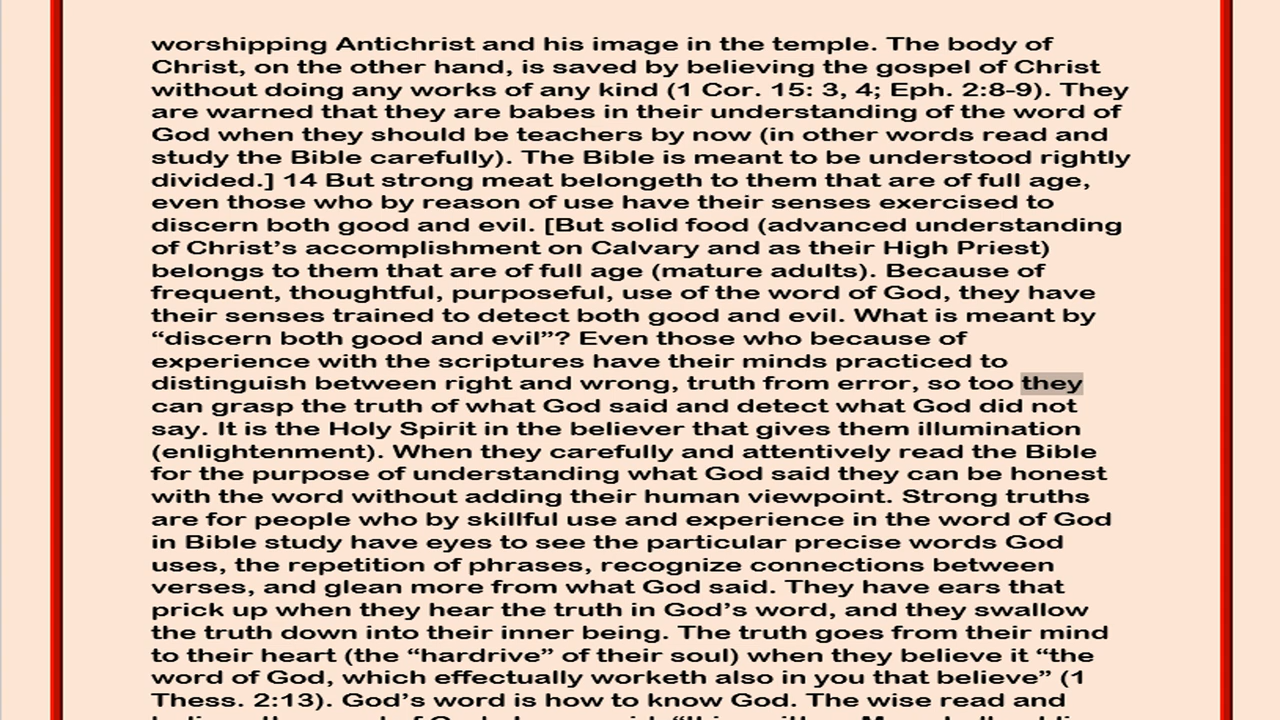 worshipping Antichrist and his image in the temple. The body of
Christ, on the other hand, is saved by believing the gospel of Christ
without doing any works of any kind (1 Cor. 15: 3, 4; Eph. 2:8-9). They
are warned that they are babes in their understanding of the word of
God when they should be teachers by now (in other words read and
study the Bible carefully). The Bible is meant to be understood rightly
divided.] 14 But strong meat belongeth to them that are of full age,
even those who by reason of use have their senses exercised to
discern both good and evil. [But solid food (advanced understanding
of Christ’s accomplishment on Calvary and as their High Priest)
belongs to them that are of full age (mature adults). Because of
frequent, thoughtful, purposeful, use of the word of God, they have
their senses trained to detect both good and evil. What is meant by
“discern both good and evil”? Even those who because of
experience with the scriptures have their minds practiced to
distinguish between right and wrong, truth from error, so too they
can grasp the truth of what God said and detect what God did not
say. It is the Holy Spirit in the believer that gives them illumination
(enlightenment). When they carefully and attentively read the Bible
for the purpose of understanding what God said they can be honest
with the word without adding their human viewpoint. Strong truths
are for people who by skillful use and experience in the word of God
in Bible study have eyes to see the particular precise words God
uses, the repetition of phrases, recognize connections between
verses, and glean more from what God said. They have ears that
prick up when they hear the truth in God’s word, and they swallow
the truth down into their inner being. The truth goes from their mind
to their heart (the “hardrive” of their soul) when they believe it “the
word of God, which effectually worketh also in you that believe” (1
Thess. 2:13). God’s word is how to know God. The wise read and